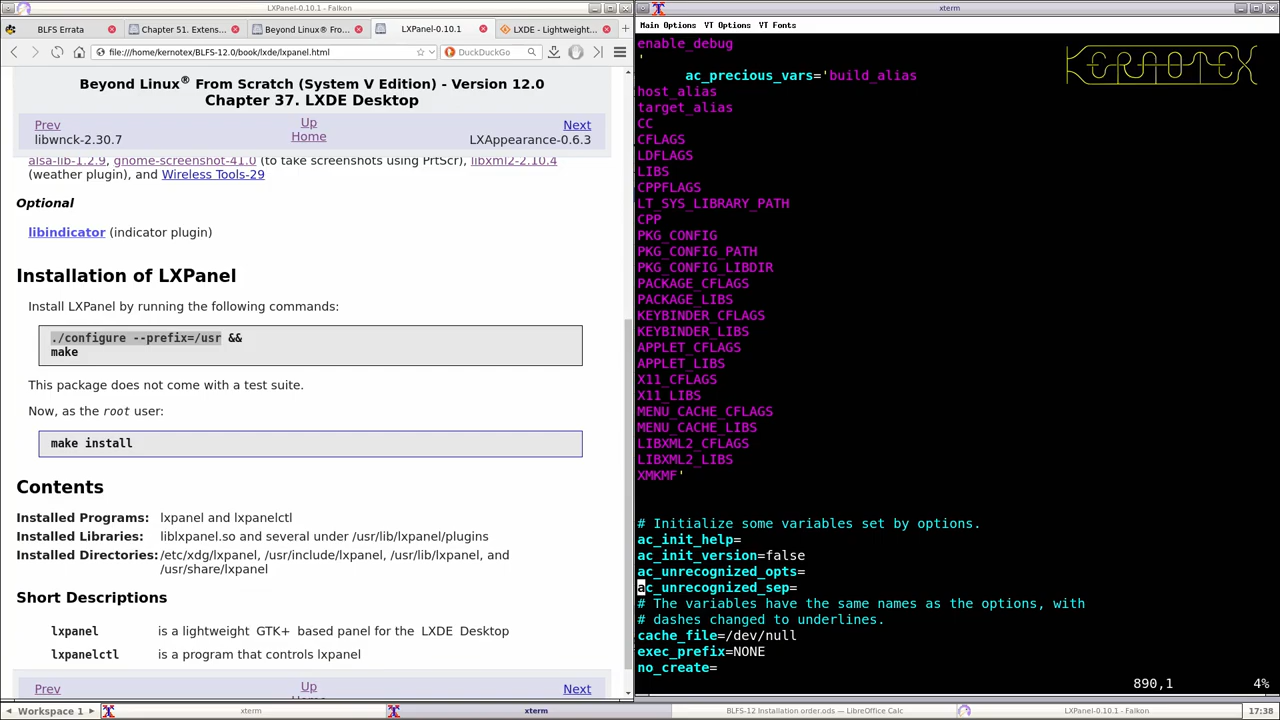 LXPanel-0.10.1 - Falkon
BLFS Errata
Chapter 51. Extens...
Beyond Linux® Fro...
LXPanel-0.10.1
LXDE - Lightweight...
file:///home/kernotex/BLFS-12.0/book/lxde/lxpanel.html
DuckDuckGo
Beyond Linux® From Scratch (System V Edition) - Version 12.0
Chapter 37. LXDE Desktop
Prev
Up
Next
libwnck-2.30.7
Home
LXAppearance-0.6.3
alsa-lib-1.2.9, gnome-screenshot-41.0 (to take screenshots using PrtScr), libxml2-2.10.4
(weather plugin), and Wireless Tools-29
Optional
libindicator (indicator plugin)
Installation of LXPanel
Install LXPanel by running the following commands:
./configure --prefix=/usr &&
make
This package does not come with a test suite.
Now, as the root user:
make install
Contents
Installed Programs: lxpanel and lxpanelctl
Installed Libraries: liblxpanel.so and several under /usr/lib/lxpanel/plugins
Installed Directories: /etc/xdg/lxpanel, /usr/include/lxpanel, /usr/lib/lxpanel, and
/usr/share/lxpanel
Short Descriptions
lxpanel is a lightweight GTK+ based panel for the LXDE Desktop
lxpanelctl is a program that controls lxpanel
Prev
Up
Next
Home
xterm
Main Options VT Options VT Fonts
KERNOTEX
enable_debug
'
ac_precious_vars='build_alias
host_alias
target_alias
CC
CFLAGS
LDFLAGS
LIBS
CPPFLAGS
LT_SYS_LIBRARY_PATH
CPP
PKG_CONFIG
PKG_CONFIG_PATH
PKG_CONFIG_LIBDIR
PACKAGE_CFLAGS
PACKAGE_LIBS
KEYBINDER_CFLAGS
KEYBINDER_LIBS
APPLET_CFLAGS
APPLET_LIBS
X11_CFLAGS
X11_LIBS
MENU_CACHE_CFLAGS
MENU_CACHE_LIBS
LIBXML2_CFLAGS
LIBXML2_LIBS
XMKMF'
# Initialize some variables set by options.
ac_init_help=
ac_init_version=false
ac_unrecognized_opts=
ac_unrecognized_sep=
# The variables have the same names as the options, with
# dashes changed to underlines.
cache_file=/dev/null
exec_prefix=NONE
no_create=
890,1 4%
Workspace 1
xterm
xterm
BLFS-12 Installation order.ods — LibreOffice Calc
LXPanel-0.10.1 - Falkon
17:38